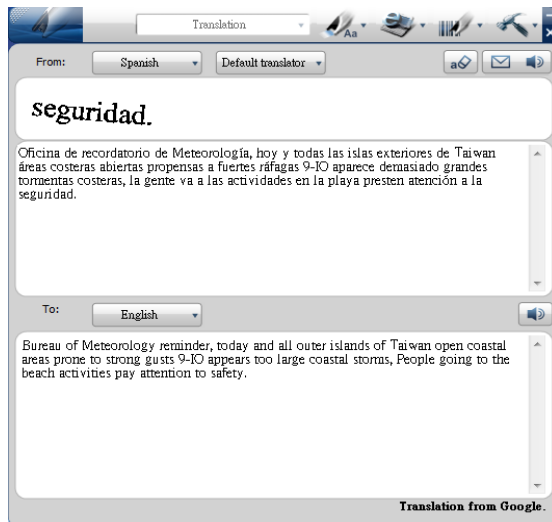 Translation
Aa
From:
Spanish
Default translator
a
seguridad.
Oficina de recordatorio de Meteorología, hoy y todas las islas exteriores de Taiwan
áreas costeras abiertas propensas a fuertes ráfagas 9-IO aparece demasiado grandes
tormentas costeras, la gente va a las actividades en la playa presten atención a la
seguridad.
To:
English
Bureau of Meteorology reminder, today and all outer islands of Taiwan open coastal
areas prone to strong gusts 9-IO appears too large coastal storms, People going to the
beach activities pay attention to safety.
Translation from Google.